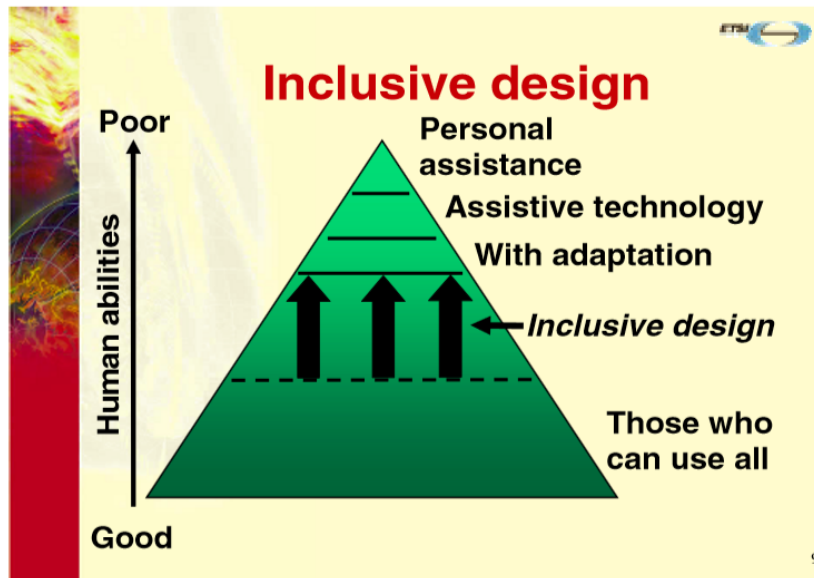 ETSI
Inclusive design
Poor
Personal
assistance
Assistive technology
With adaptation
Human abilities
Inclusive design
Those who
can use all
Good